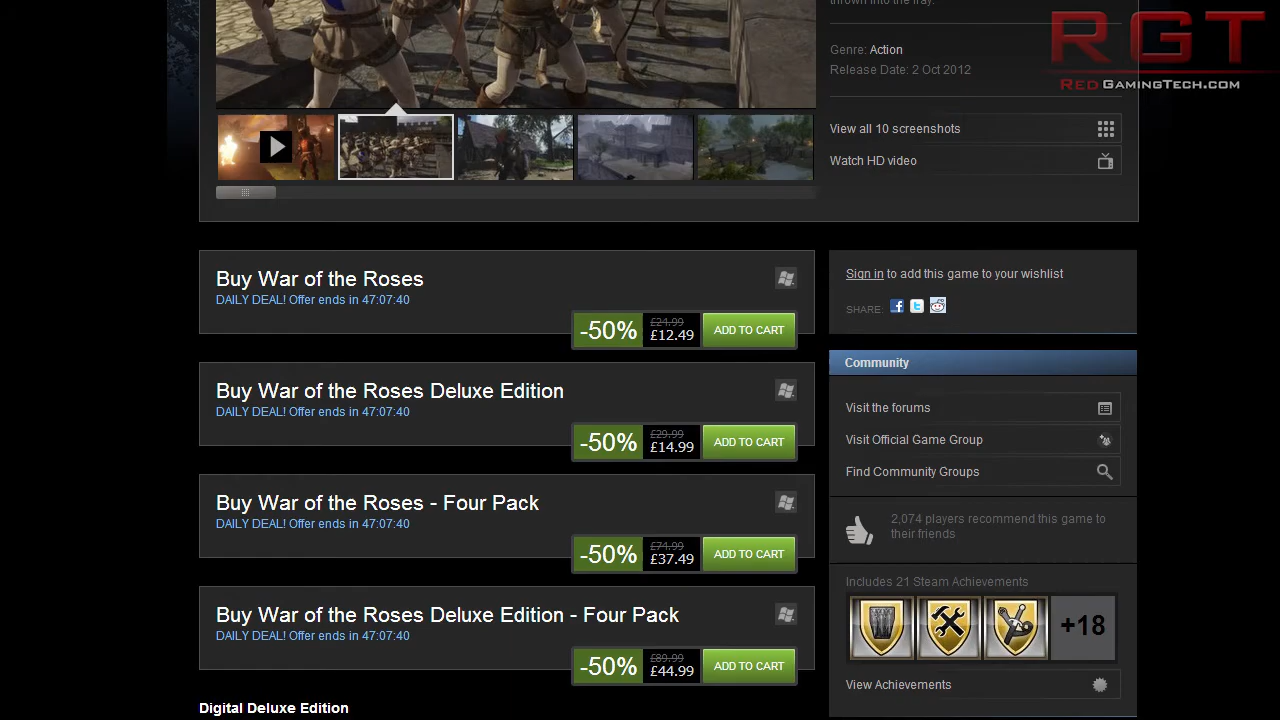 thrown into the fray.
Genre: Action
Release Date: 2 Oct 2012
RGT
REDGAMINGTECH.COM
View all 10 screenshots
Watch HD video
Buy War of the Roses
DAILY DEAL! Offer ends in 47:07:40
-50%
£24.99
£12.49
ADD TO CART
Buy War of the Roses Deluxe Edition
DAILY DEAL! Offer ends in 47:07:40
-50%
£29.99
£14.99
ADD TO CART
Buy War of the Roses - Four Pack
DAILY DEAL! Offer ends in 47:07:40
-50%
£74.99
£37.49
ADD TO CART
Buy War of the Roses Deluxe Edition - Four Pack
DAILY DEAL! Offer ends in 47:07:40
-50%
£89.99
£44.99
ADD TO CART
Digital Deluxe Edition
Sign in to add this game to your wishlist
SHARE:
Community
Visit the forums
Visit Official Game Group
Find Community Groups
2,074 players recommend this game to
their friends
Includes 21 Steam Achievements
+18
View Achievements